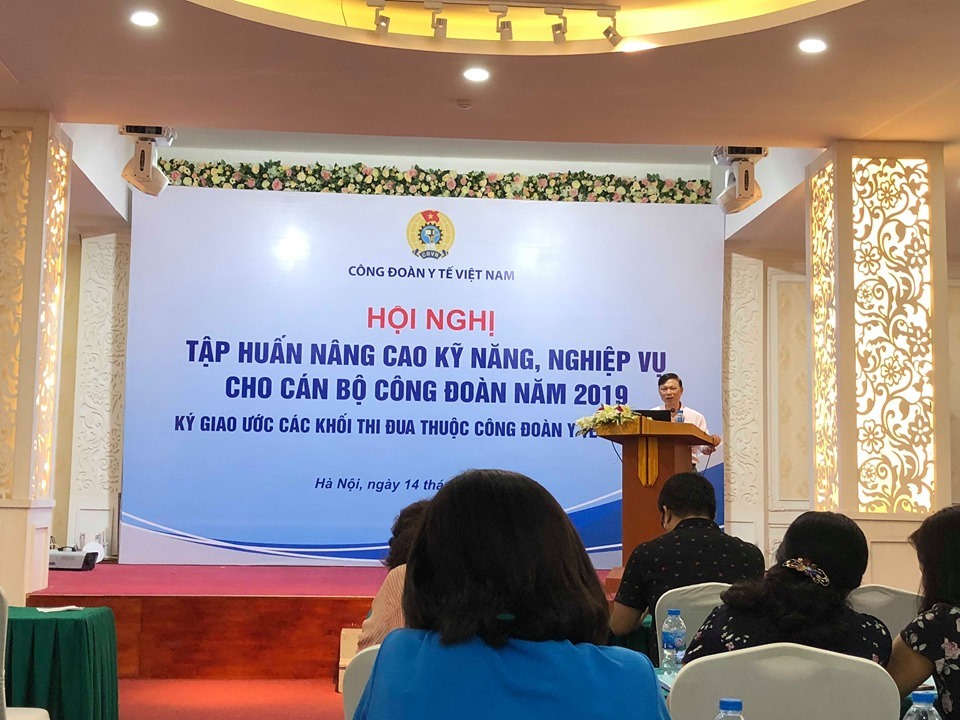 CĐVN
CÔNG ĐOÀN Y TẾ VIỆT NAM
HỘI NGHỊ
TẬP HUẤN NÂNG CAO KỸ NĂNG, NGHIỆP VỤ
CHO CÁN BỘ CÔNG ĐOÀN NĂM 2019
KÝ GIAO ƯỚC CÁC KHỐI THI ĐUA THUỘC CÔNG ĐOÀN Y
Hà Nội, ngày 14